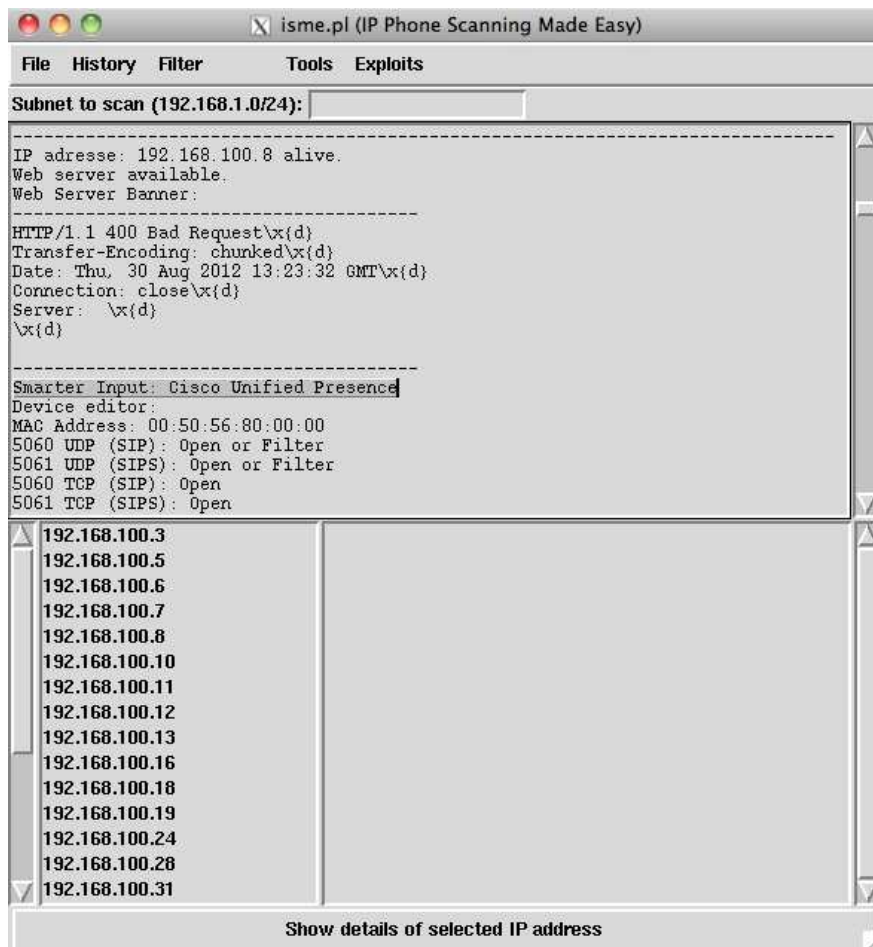 isme.pl (IP Phone Scanning Made Easy)
File History Filter Tools Exploits
Subnet to scan (192.168.1.0/24):
--------------------------------------------------------------------------------
IP adresse: 192.168.100.8 alive.
Web server available.
Web Server Banner:
---------------------------------------
HTTP/1.1 400 Bad Request\x{d}
Transfer-Encoding: chunked\x{d}
Date: Thu, 30 Aug 2012 13:23:32 GMT\x{d}
Connection: close\x{d}
Server:  \x{d}
\x{d}
---------------------------------------
Smarter Input: Cisco Unified Presence
Device editor:
MAC Address: 00:50:56:80:00:00
5060 UDP (SIP): Open or Filter
5061 UDP (SIPS): Open or Filter
5060 TCP (SIP): Open
5061 TCP (SIPS): Open
192.168.100.3
192.168.100.5
192.168.100.6
192.168.100.7
192.168.100.8
192.168.100.10
192.168.100.11
192.168.100.12
192.168.100.13
192.168.100.16
192.168.100.18
192.168.100.19
192.168.100.24
192.168.100.28
192.168.100.31
Show details of selected IP address